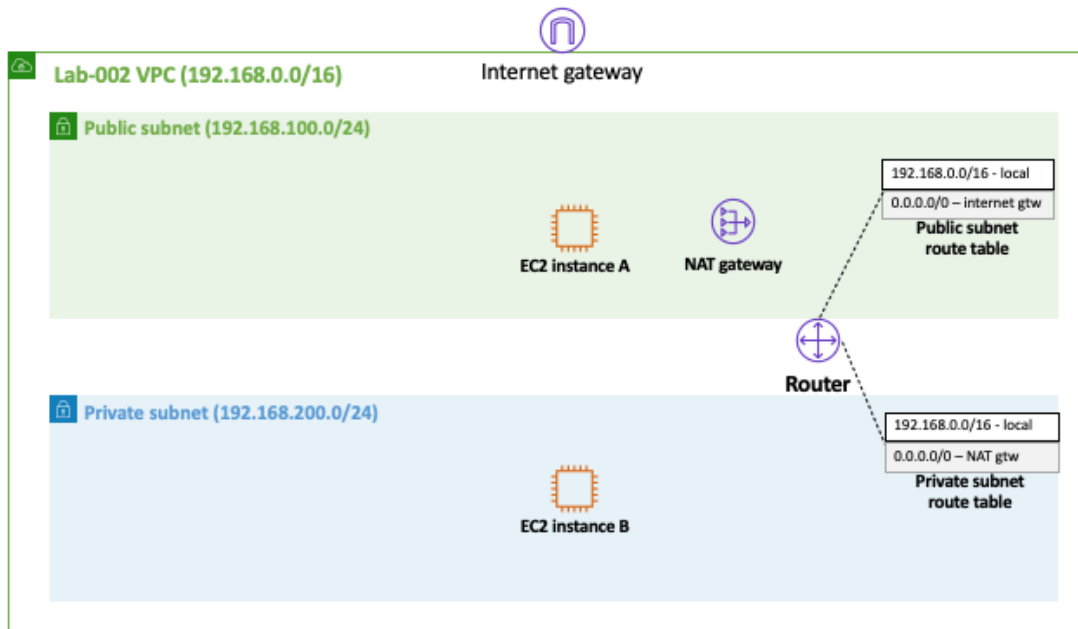 Internet gateway
Lab-002 VPC (192.168.0.0/16)
Public subnet (192.168.100.0/24)
192.168.0.0/16 - local
0.0.0.0/0 – internet gtw
Public subnet
route table
EC2 instance A
NAT gateway
Router
Private subnet (192.168.200.0/24)
192.168.0.0/16 - local
0.0.0.0/0 – NAT gtw
Private subnet
route table
EC2 instance B